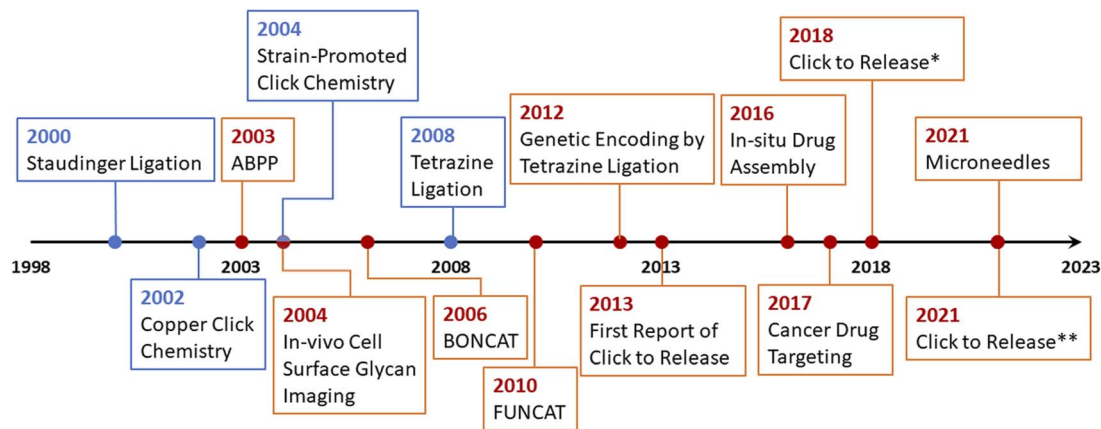 2004
Strain-Promoted
Click Chemistry
2018
Click to Release*
2000
Staudinger Ligation
2003
ABPP
2008
Tetrazine
Ligation
2012
Genetic Encoding by
Tetrazine Ligation
2016
In-situ Drug
Assembly
2021
Microneedles
1998
2003
2008
2013
2018
2023
2002
Copper Click
Chemistry
2004
In-vivo Cell
Surface Glycan
Imaging
2006
BONCAT
2010
FUNCAT
2013
First Report of
Click to Release
2017
Cancer Drug
Targeting
2021
Click to Release**